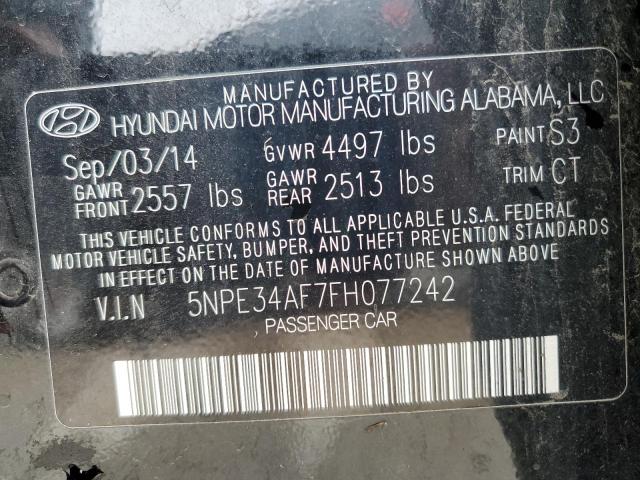 MANUFACTURED BY
HYUNDAI MOTOR MANUFACTURING ALABAMA, LLC
Sep/03/14 GVWR 4497 lbs PAINT S3
GAWR FRONT 2557 lbs GAWR REAR 2513 lbs TRIM CT
THIS VEHICLE CONFORMS TO ALL APPLICABLE U.S.A. FEDERAL
MOTOR VEHICLE SAFETY, BUMPER, AND THEFT PREVENTION STANDARDS
IN EFFECT ON THE DATE OF MANUFACTURE SHOWN ABOVE.
V.I.N 5NPE34AF7FH077242
PASSENGER CAR